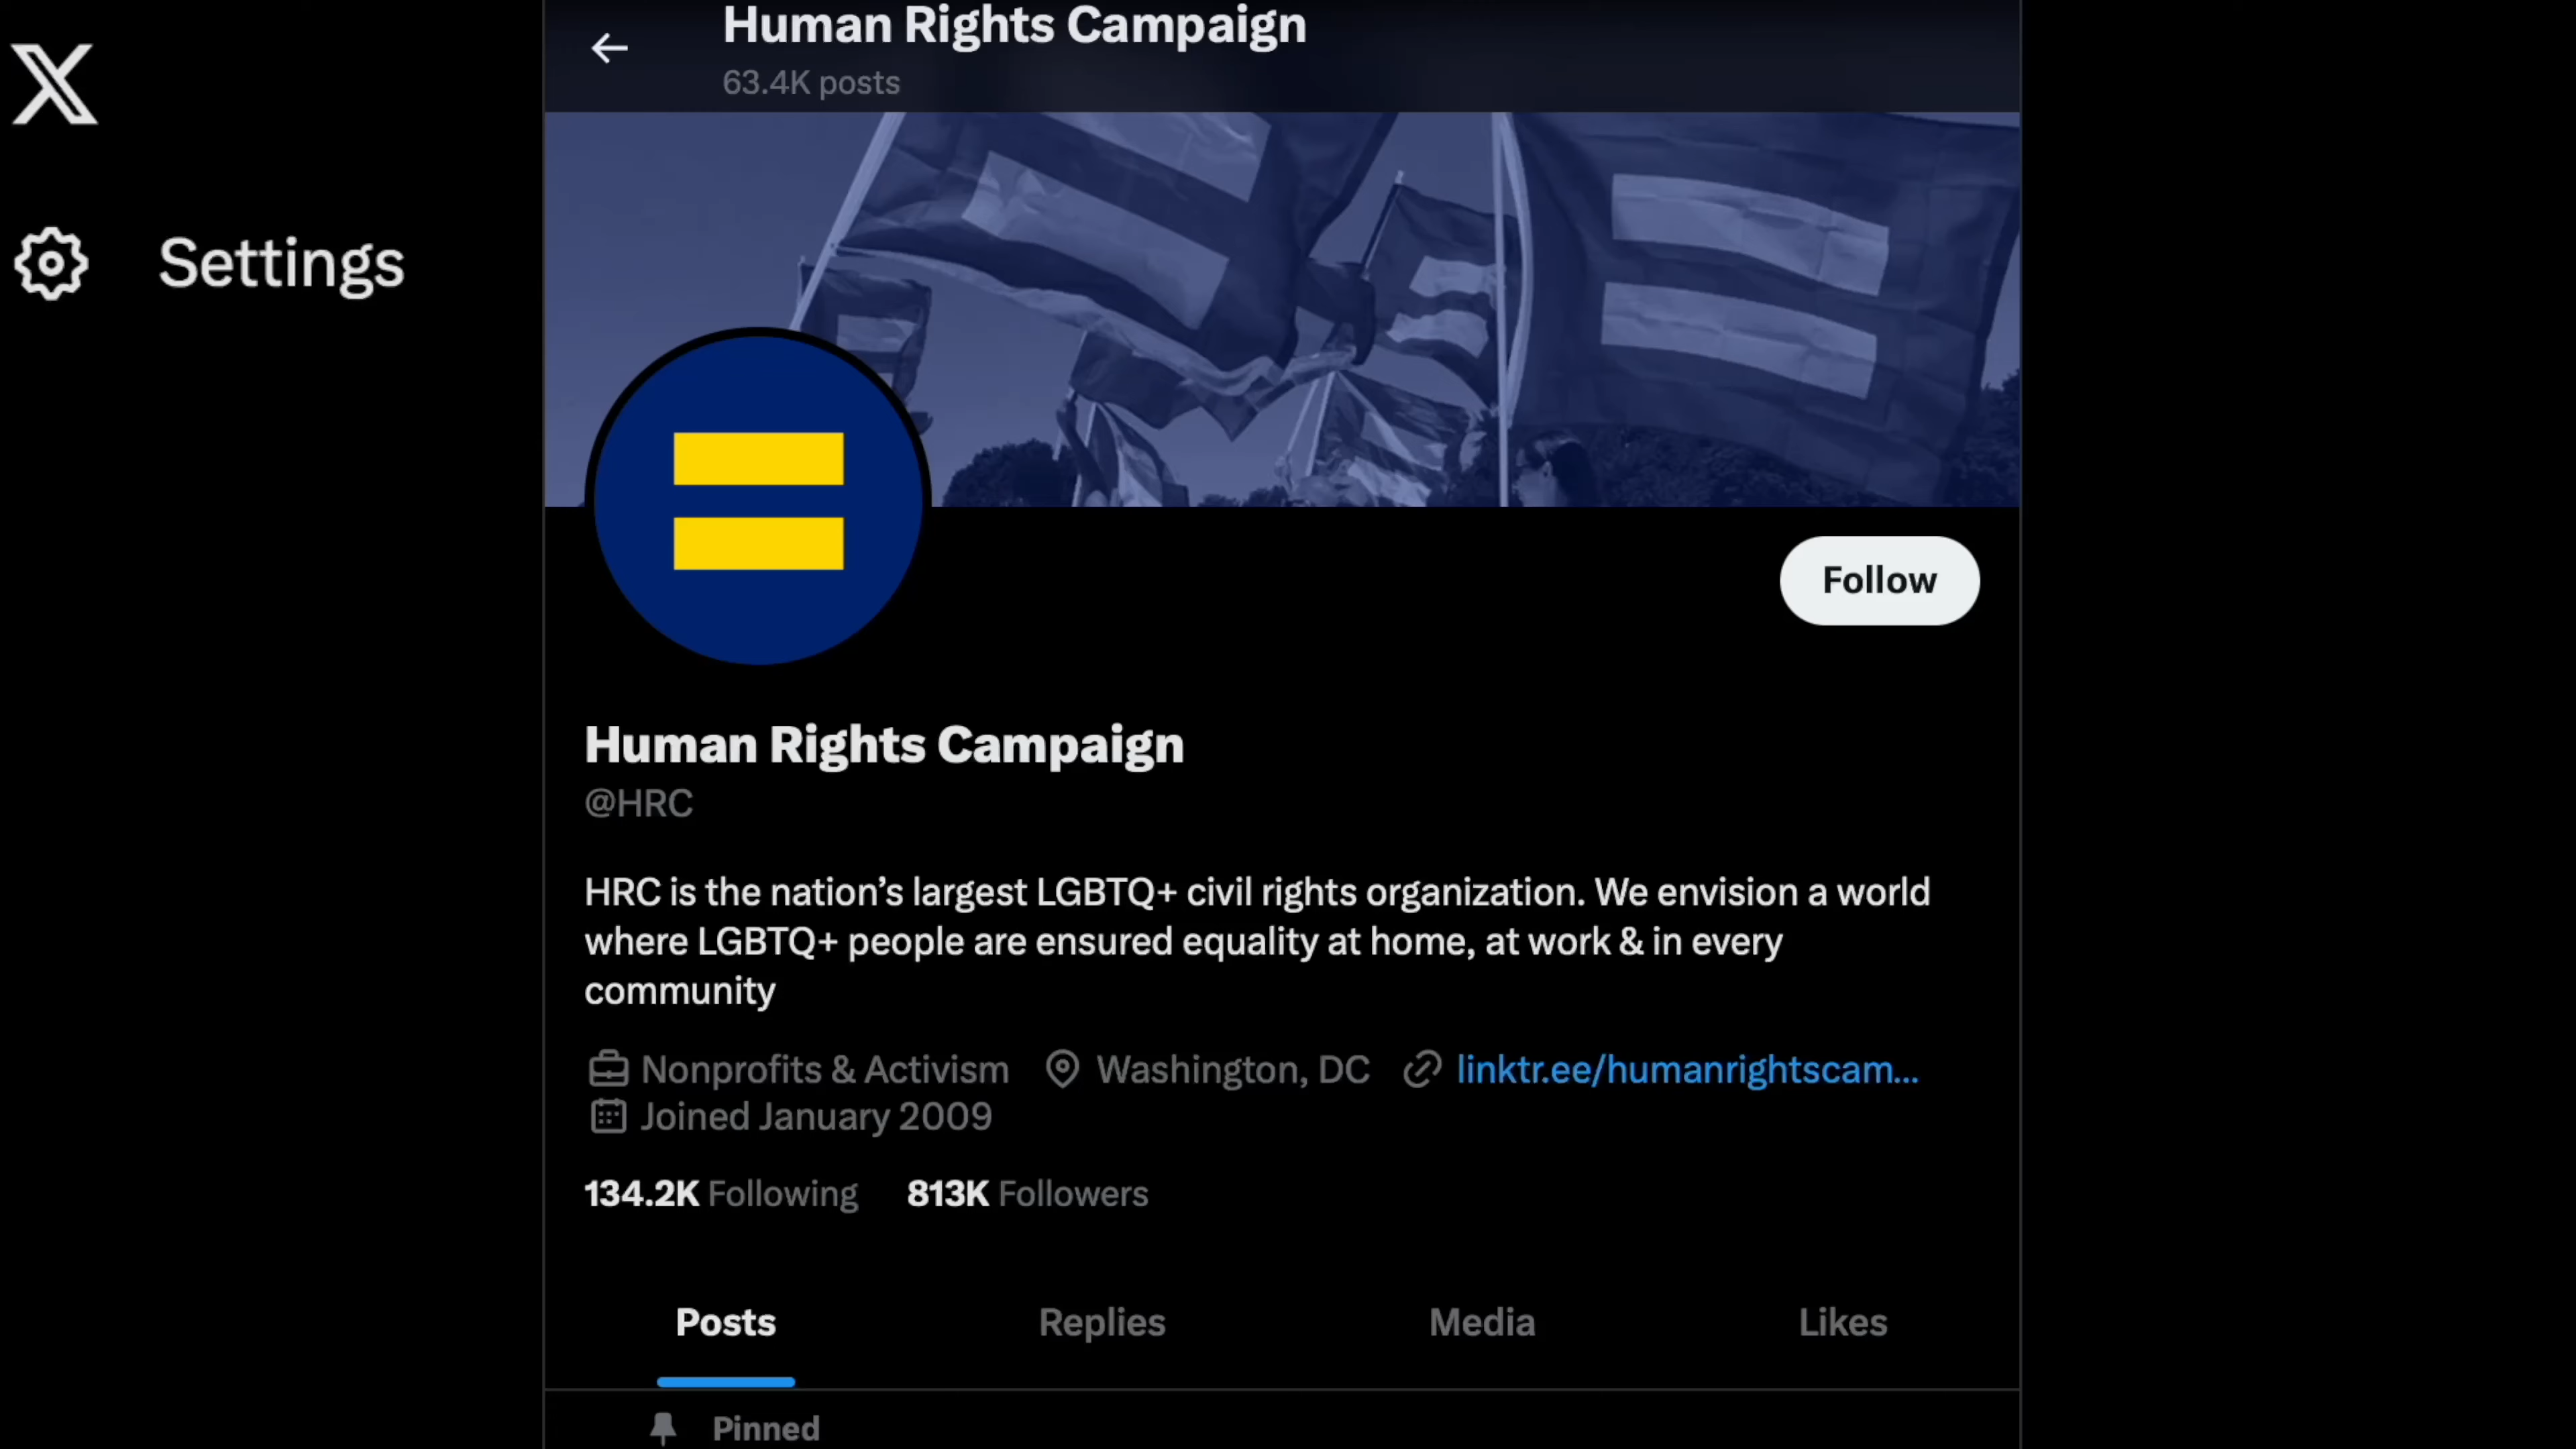 Human Rights Campaign
63.4K posts
Settings
Follow
Human Rights Campaign
@HRC
HRC is the nation’s largest LGBTQ+ civil rights organization. We envision a world
where LGBTQ+ people are ensured equality at home, at work & in every
community
Nonprofits & Activism Washington, DC linktr.ee/humanrightscam...
Joined January 2009
134.2K Following 813K Followers
Posts Replies Media Likes
Pinned